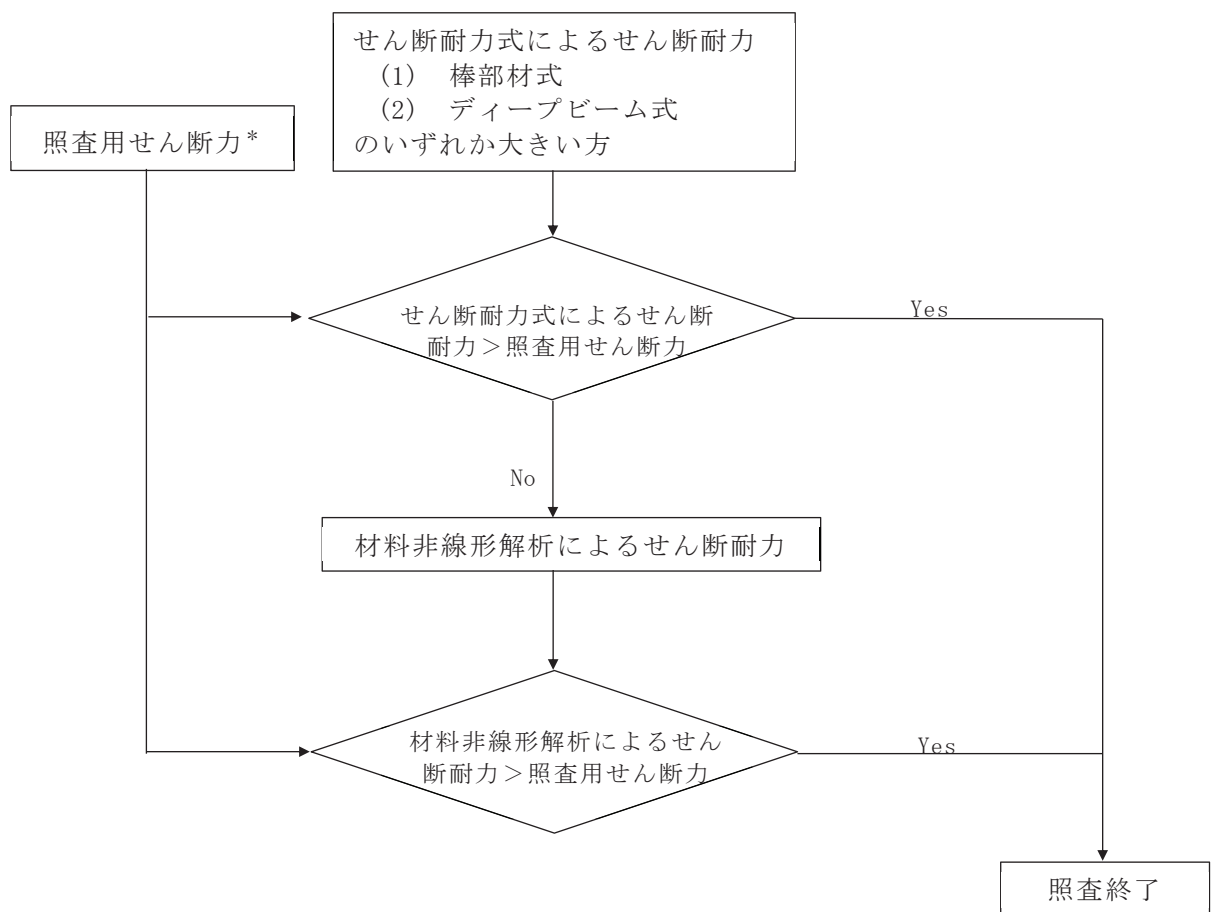 せん断耐力式によるせん断耐力
(1) 棒部材式
(2) ディープビーム式
のいずれか大きい方
照査用せん断力*
せん断耐力式によるせん断
耐力＞照査用せん断力
Yes
No
材料非線形解析によるせん断耐力
材料非線形解析によるせん
断耐力＞照査用せん断力
Yes
照査終了